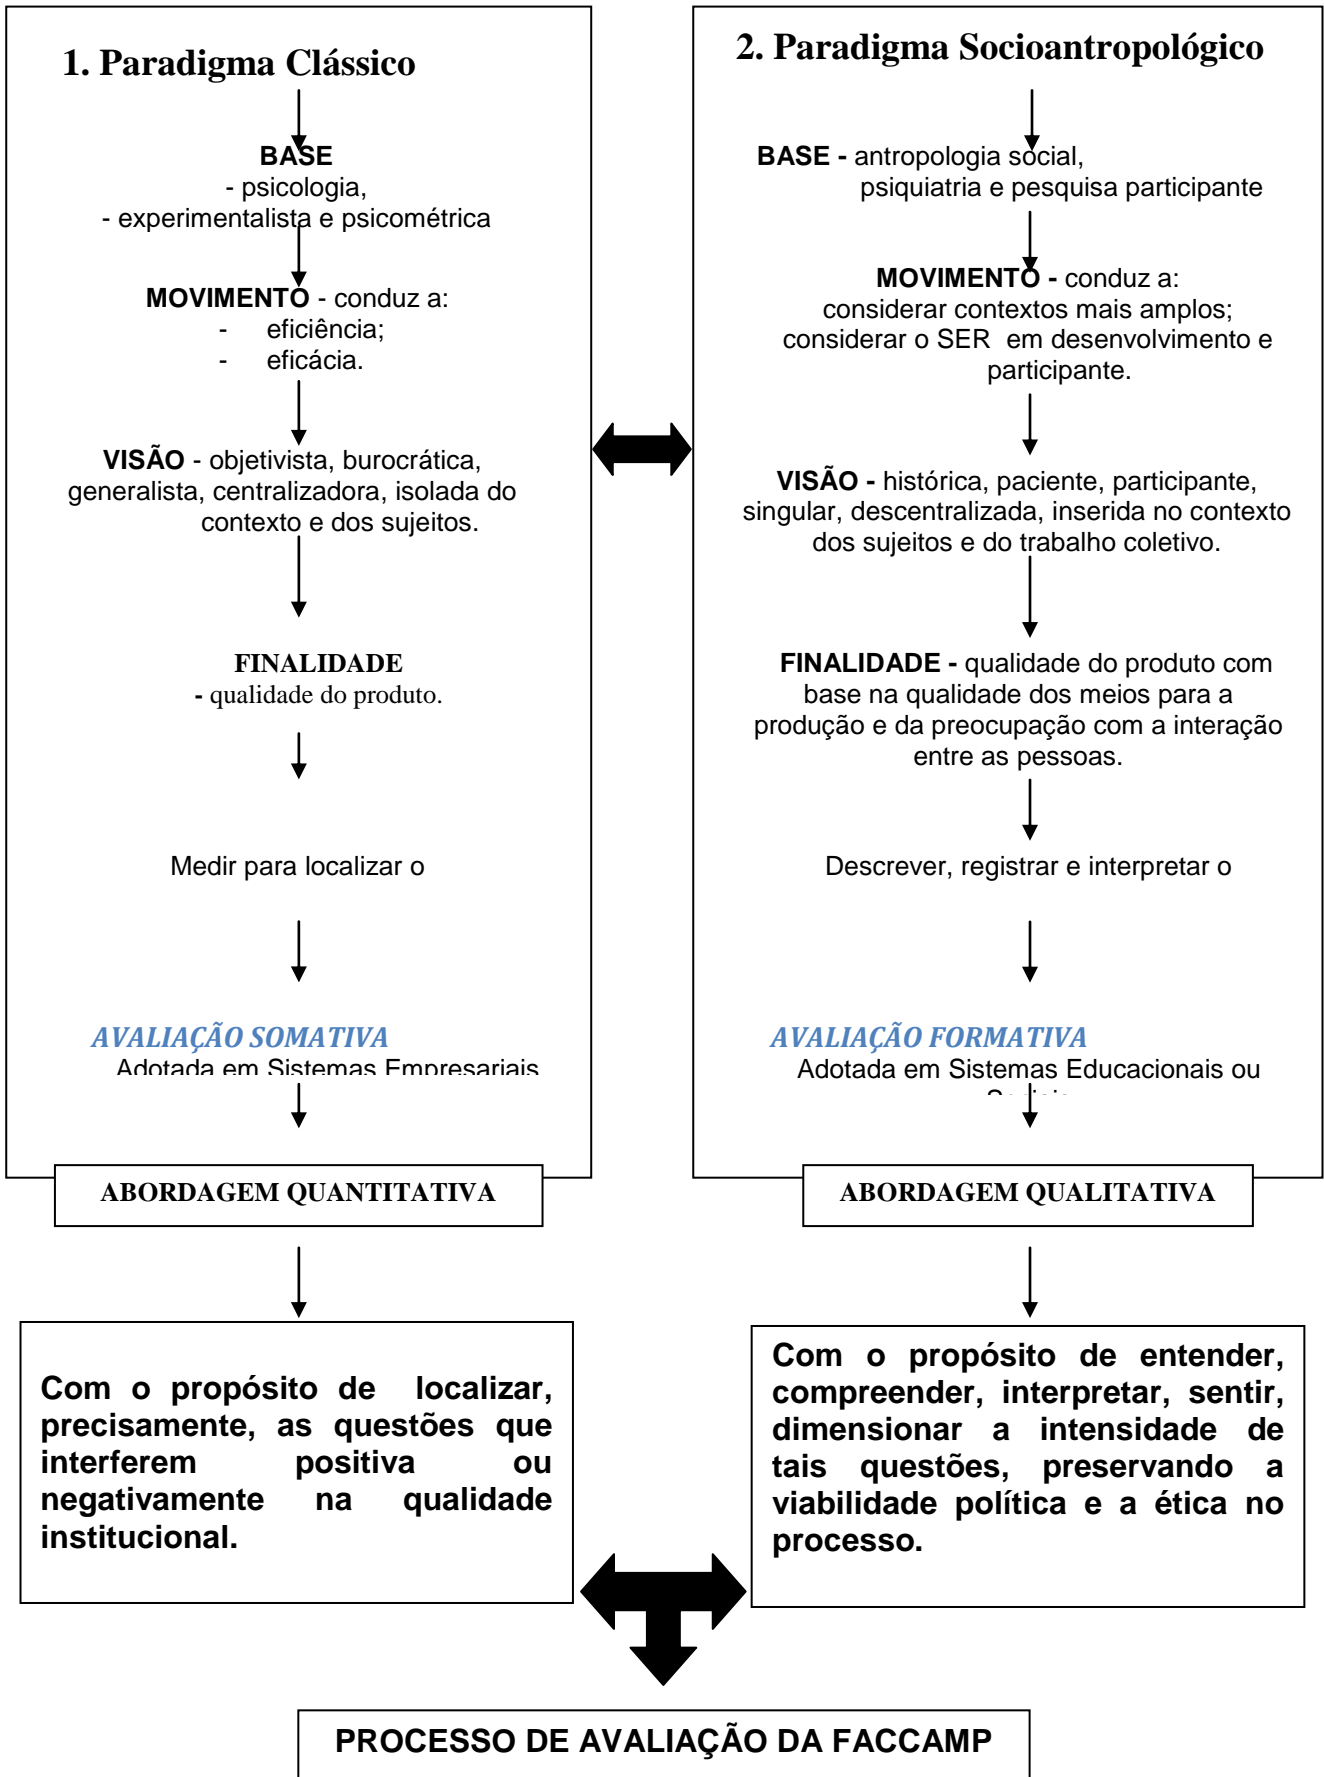 1. Paradigma Clássico
BASE
- psicologia,
- experimentalista e psicométrica
MOVIMENTO - conduz a:
- eficiência;
- eficácia.
VISÃO - objetivista, burocrática,
generalista, centralizadora, isolada do
contexto e dos sujeitos.
FINALIDADE
- qualidade do produto.
Medir para localizar o
AVALIAÇÃO SOMATIVA
Adotada em Sistemas Empresariais
ABORDAGEM QUANTITATIVA
Com o propósito de localizar,
precisamente, as questões que
interferem positiva ou
negativamente na qualidade
institucional.
2. Paradigma Socioantropológico
BASE - antropologia social,
psiquiatria e pesquisa participante
MOVIMENTO - conduz a:
considerar contextos mais amplos;
considerar o SER em desenvolvimento e
participante.
VISÃO - histórica, paciente, participante,
singular, descentralizada, inserida no contexto
dos sujeitos e do trabalho coletivo.
FINALIDADE - qualidade do produto com
base na qualidade dos meios para a
produção e da preocupação com a interação
entre as pessoas.
Descrever, registrar e interpretar o
AVALIAÇÃO FORMATIVA
Adotada em Sistemas Educacionais ou
ABORDAGEM QUALITATIVA
Com o propósito de entender,
compreender, interpretar, sentir,
dimensionar a intensidade de
tais questões, preservando a
viabilidade política e a ética no
processo.
PROCESSO DE AVALIAÇÃO DA FACCAMP